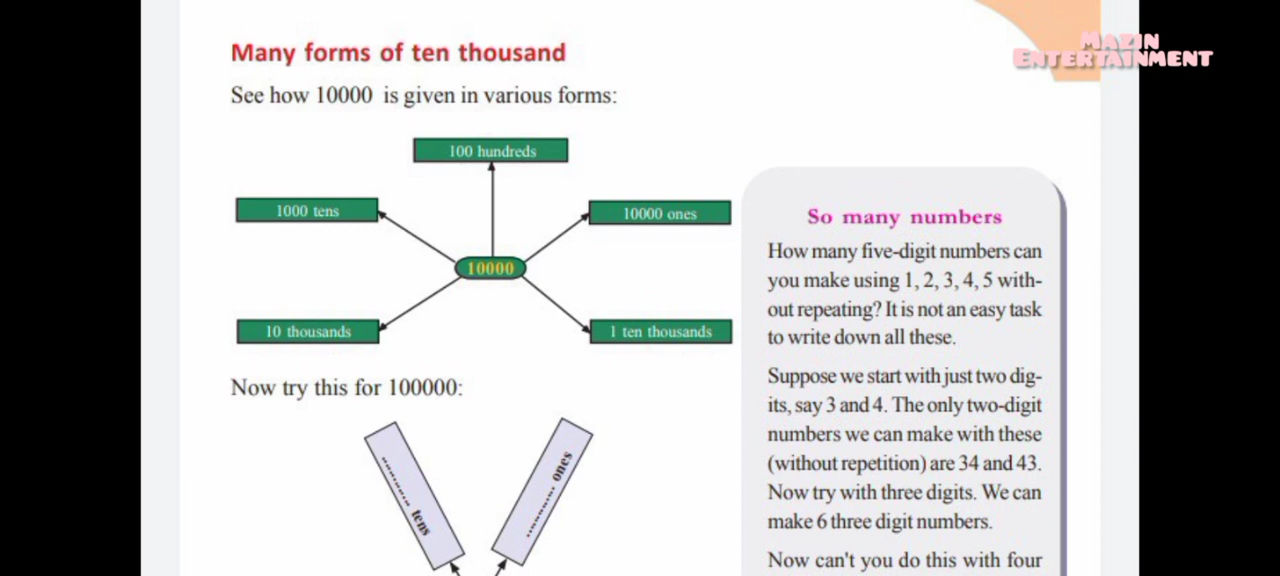 Many forms of ten thousand
See how 10000 is given in various forms:
100 hundreds
1000 tens
10000 ones
10000
10 thousands
1 ten thousands
Now try this for 100000:
.......... tens
.......... ones
So many numbers
How many five-digit numbers can
you make using 1, 2, 3, 4, 5 with-
out repeating? It is not an easy task
to write down all these.
Suppose we start with just two dig-
its, say 3 and 4. The only two-digit
numbers we can make with these
(without repetition) are 34 and 43.
Now try with three digits. We can
make 6 three digit numbers.
Now can't you do this with four
MAZIN
ENTERTAINMENT